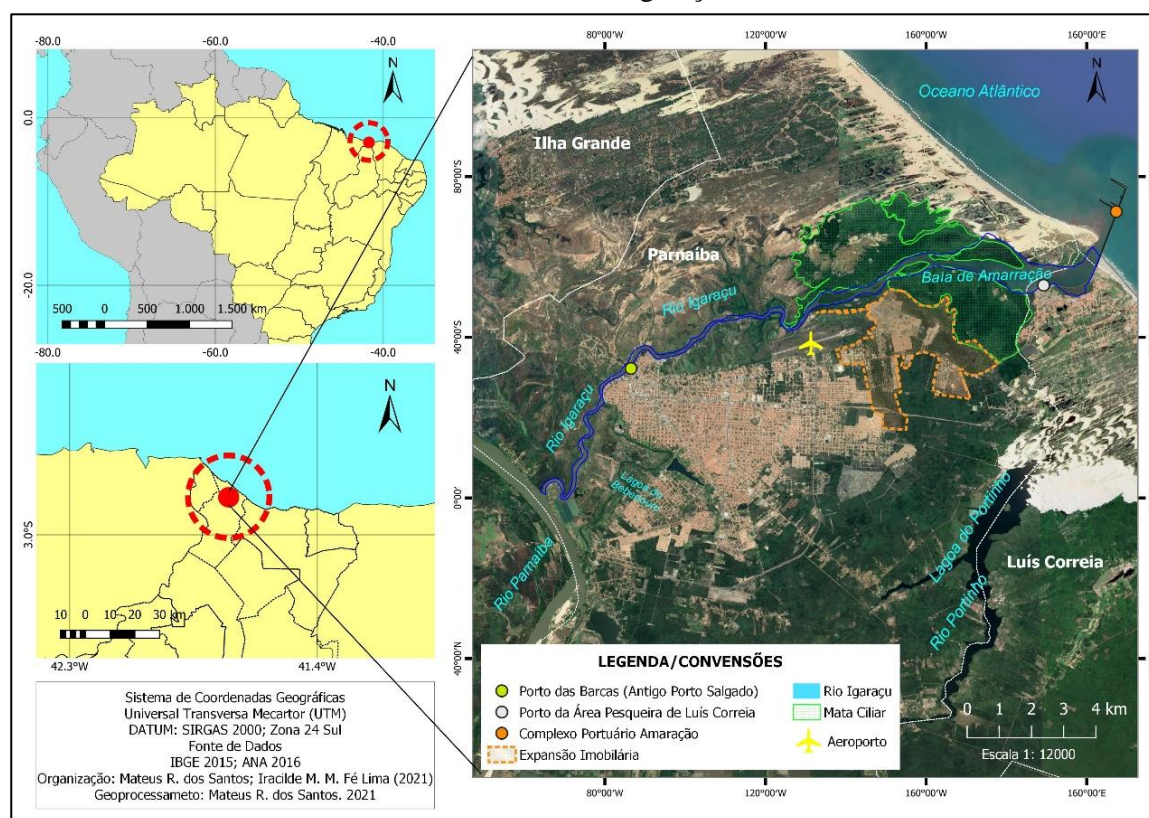 -60.0
-40.0
N
0.0
-20.0
500 0 500 1.000 1.500 km
-80.0
-60.0
-40.0
N
3.0°S
10 0 10 20 30 km
42.3°W
41.4°W
Sistema de Coordenadas Geográficas
Universal Transversa Mecartor (UTM)
DATUM: SIRGAS 2000; Zona 24 Sul
Fonte de Dados
IBGE 2015; ANA 2016
Organização: Mateus R. dos Santos; Iracilde M. M. Fé Lima (2021)
Geoprocessameto: Mateus R. dos Santos. 2021
80°00'S
120°00'O
160°00'O
160°00'O
N
Oceano Atlântico
Ilha Grande
80°00'S
Parnaíba
Baia de Amarração
Rio Igaraçu
40°00'S
Rio Igaraçu
Lagoa do Bebedouro
0°00'S
Rio Parnaíba
Lagoa do Portinho
Luís Correia
Rio Portinho
40°00'N
LEGENDA/CONVENSÕES
Porto das Barcas (Antigo Porto Salgado)
Porto da Área Pesqueira de Luís Correia
Complexo Portuário Amaração
Expansão Imobiliária
Rio Igaraçu
Mata Ciliar
Aeroporto
0 1 2 3 4 km
Escala 1: 12000
80°00'S
120°00'O
160°00'O
160°00'O